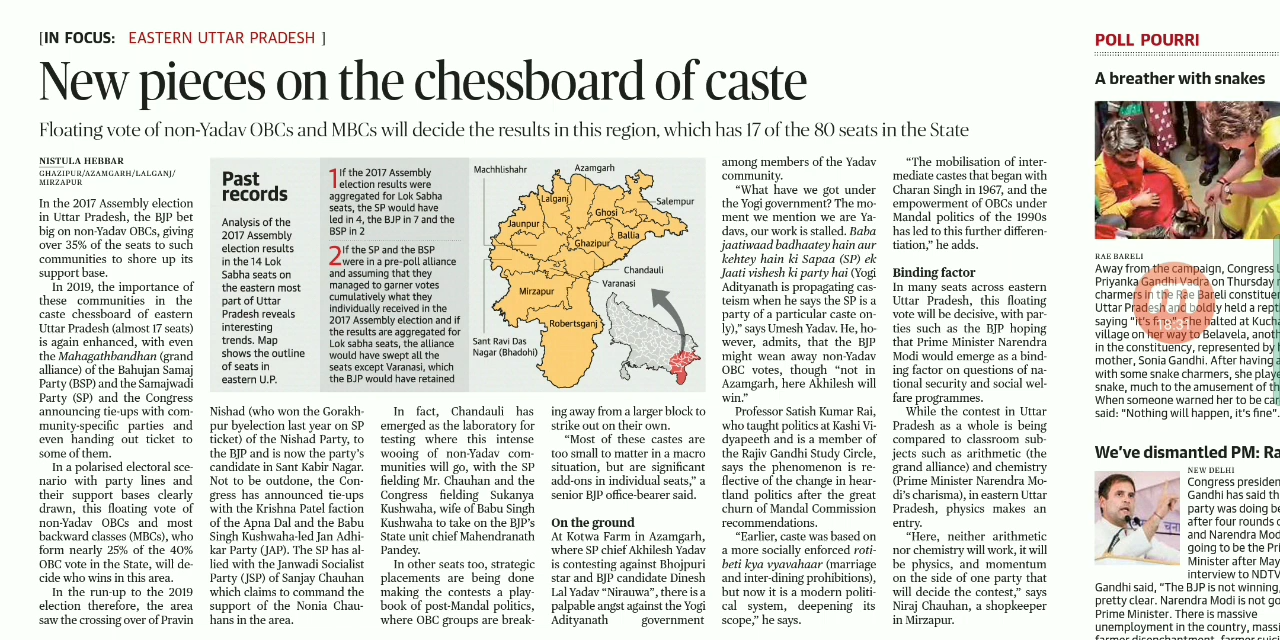 [IN FOCUS: EASTERN UTTAR PRADESH ]
New pieces on the chessboard of caste
Floating vote of non-Yadav OBCs and MBCs will decide the results in this region, which has 17 of the 80 seats in the State
NISTULA HEBBAR
GHAZIPUR/AZAMGARH/LALGANJ/
MIRZAPUR
In the 2017 Assembly election
in Uttar Pradesh, the BJP bet
big on non-Yadav OBCs, giving
over 35% of the seats to such
communities to shore up its
support base.
In 2019, the importance of
these communities in the
caste chessboard of eastern
Uttar Pradesh (almost 17 seats)
is again enhanced, with even
the Mahagathbandhan (grand
alliance) of the Bahujan Samaj
Party (BSP) and the Samajwadi
Party (SP) and the Congress
announcing tie-ups with com-
munity-specific parties and
even handing out ticket to
some of them.
In a polarised electoral sce-
nario with party lines and
their support bases clearly
drawn, this floating vote of
non-Yadav OBCs and most
backward classes (MBCs), who
form nearly 25% of the 40%
OBC vote in the State, will de-
cide who wins in this area.
In the run-up to the 2019
election therefore, the area
saw the crossing over of Pravin
Past
records
Analysis of the
2017 Assembly
election results
in the 14 Lok
Sabha seats on
the eastern most
part of Uttar
Pradesh reveals
interesting
trends. Map
shows the outline
of seats in
eastern U.P.
1 If the 2017 Assembly
election results were
aggregated for Lok Sabha
seats, the SP would have
led in 4, the BJP in 7 and the
BSP in 2
2 If the SP and the BSP
were in a pre-poll alliance
and assuming that they
managed to garner votes
cumulatively what they
individually received in the
2017 Assembly election and if
the results are aggregated for
Lok sabha seats, the alliance
would have swept all the
seats except Varanasi, which
the BJP would have retained
Machhlishahr
Azamgarh
Lalganj
Salempur
Ghosi
Jaunpur
Ballia
Ghazipur
Chandauli
Varanasi
Mirzapur
Robertsganj
Sant Ravi Das
Nagar (Bhadohi)
Nishad (who won the Gorakh-
pur byelection last year on SP
ticket) of the Nishad Party, to
the BJP and is now the party's
candidate in Sant Kabir Nagar.
Not to be outdone, the Con-
gress has announced tie-ups
with the Krishna Patel faction
of the Apna Dal and the Babu
Singh Kushwaha-led Jan Adhi-
kar Party (JAP). The SP has al-
lied with the Janwadi Socialist
Party (JSP) of Sanjay Chauhan
which claims to command the
support of the Nonia Chau-
hans in the area.
In fact, Chandauli has
emerged as the laboratory for
testing where this intense
wooing of non-Yadav com-
munities will go, with the SP
fielding Mr. Chauhan and the
Congress fielding Sukanya
Kushwaha, wife of Babu Singh
Kushwaha to take on the BJP's
State unit chief Mahendranath
Pandey.
In other seats too, strategic
placements are being done
making the contests a play-
book of post-Mandal politics,
where OBC groups are break-
ing away from a larger block to
strike out on their own.
"Most of these castes are
too small to matter in a macro
situation, but are significant
add-ons in individual seats," a
senior BJP office-bearer said.
On the ground
At Kotwa Farm in Azamgarh,
where SP chief Akhilesh Yadav
is contesting against Bhojpuri
star and BJP candidate Dinesh
Lal Yadav "Nirauwa", there is a
palpable angst against the Yogi
Adityanath government
among members of the Yadav
community.
"What have we got under
the Yogi government? The mo-
ment we mention we are Ya-
davs, our work is stalled. Baba
jaatiwaad badhaatey hain aur
kehtey hain ki Sapaa (SP) ek
Jaati vishesh ki party hai (Yogi
Adityanath is propagating cas-
teism when he says the SP is a
party of a particular caste on-
ly)," says Umesh Yadav. He, ho-
wever, admits, that the BJP
might wean away non-Yadav
OBC votes, though "not in
Azamgarh, here Akhilesh will
win."
Professor Satish Kumar Rai,
who taught politics at Kashi Vi-
dyapeeth and is a member of
the Rajiv Gandhi Study Circle,
says the phenomenon is re-
flective of the change in hear-
tland politics after the great
churn of Mandal Commission
recommendations.
"Earlier, caste was based on
a more socially enforced roti-
beti kya vyavahaar (marriage
and inter-dining prohibitions),
but now it is a modern politi-
cal system, deepening its
scope," he says.
"The mobilisation of inter-
mediate castes that began with
Charan Singh in 1967, and the
empowerment of OBCs under
Mandal politics of the 1990s
has led to this further differen-
tiation," he adds.
Binding factor
In many seats across eastern
Uttar Pradesh, this floating
vote will be decisive, with par-
ties such as the BJP hoping
that Prime Minister Narendra
Modi would emerge as a bind-
ing factor on questions of na-
tional security and social wel-
fare programmes.
While the contest in Uttar
Pradesh as a whole is being
compared to classroom sub-
jects such as arithmetic (the
grand alliance) and chemistry
(Prime Minister Narendra Mo-
di's charisma), in eastern Uttar
Pradesh, physics makes an
entry.
"Here, neither arithmetic
nor chemistry will work, it will
be physics, and momentum
on the side of one party that
will decide the contest," says
Niraj Chauhan, a shopkeeper
in Mirzapur.
POLL POURRI
A breather with snakes
RAE BARELI
Away from the campaign, Congress
Priyanka Gandhi Vadra on Thursday
charmers in the Rae Bareli
Uttar Pradesh and boldly held a
saying "it's fine". She halted at
village on her way to Belavela,
in the constituency, represented by
mother, Sonia Gandhi. After having
with some snake charmers, she
snake, much to the amusement of
When someone warned her to be
said: "Nothing will happen, it's fine".
18:31
We've dismantled PM:
NEW DELHI
Congress
Gandhi has said
party was doing
after four rounds
and Narendra
going to be the
Minister after
interview to NDTV
Gandhi said, "The BJP is not winning,
pretty clear. Narendra Modi is not
Prime Minister. There is massive
unemployment in the country,
farmer disenchantment, farmer